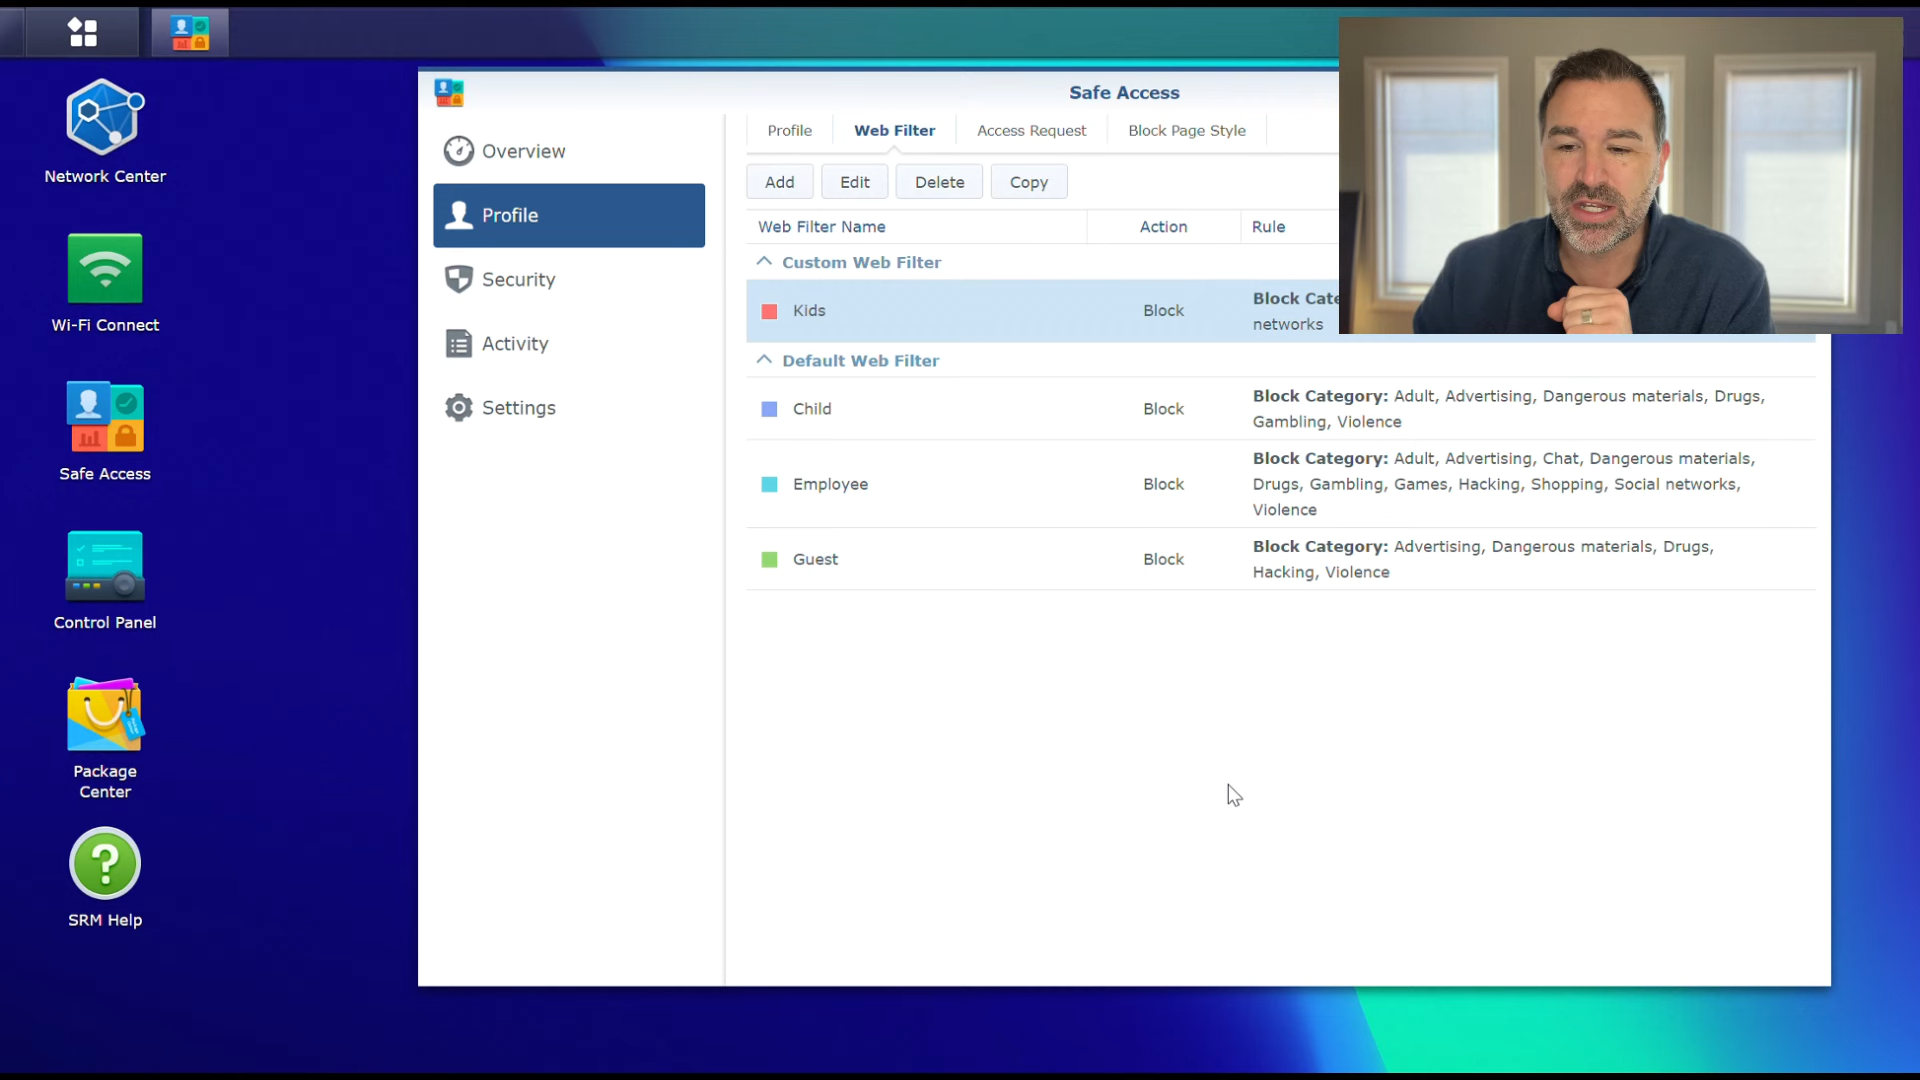 Network Center
Wi-Fi Connect
Safe Access
Control Panel
Package
Center
SRM Help
Safe Access
Overview
Profile
Security
Activity
Settings
Profile Web Filter Access Request Block Page Style
Add Edit Delete Copy
Web Filter Name Action Rule
Custom Web Filter
Kids Block Block
networks
Default Web Filter
Child Block Block Category: Adult, Advertising, Dangerous materials, Drugs,
Gambling, Violence
Employee Block Block Category: Adult, Advertising, Chat, Dangerous materials,
Drugs, Gambling, Games, Hacking, Shopping, Social networks,
Violence
Guest Block Block Category: Advertising, Dangerous materials, Drugs,
Hacking, Violence